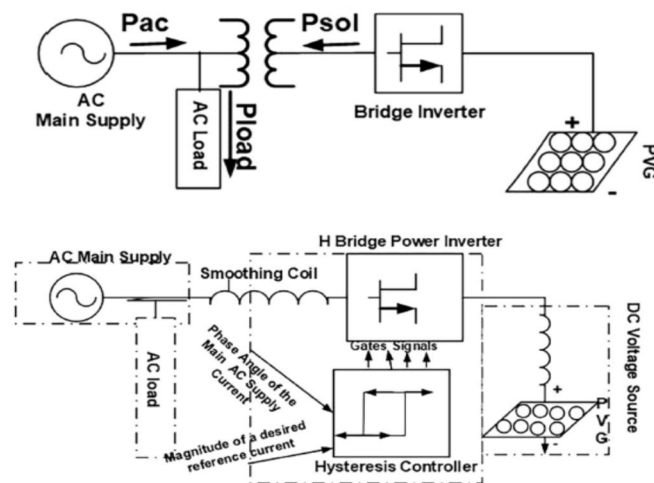 Pac
Psol
AC
Main Supply
AC Load
Pload
Bridge Inverter
+
-
PVG
AC Main Supply
Smoothing Coil
H Bridge Power Inverter
AC load
Gates Signals
Phase Angle of the
Main AC Supply
Current
Magnitude of a desired
reference current
Hysteresis Controller
+
PVG
-
DC Voltage Source